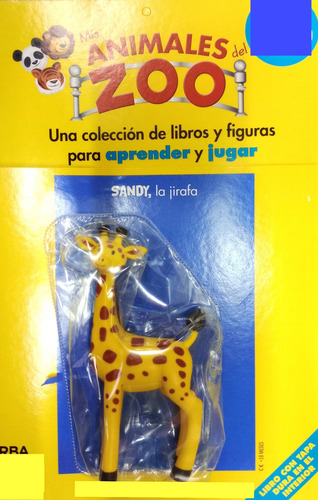 Mis
ANIMALES del
ZOO
Una colección de libros y figuras
para aprender y jugar
SANDY, la jirafa
RBA
LIBRO CON TAPA
DURA EN EL
INTERIOR